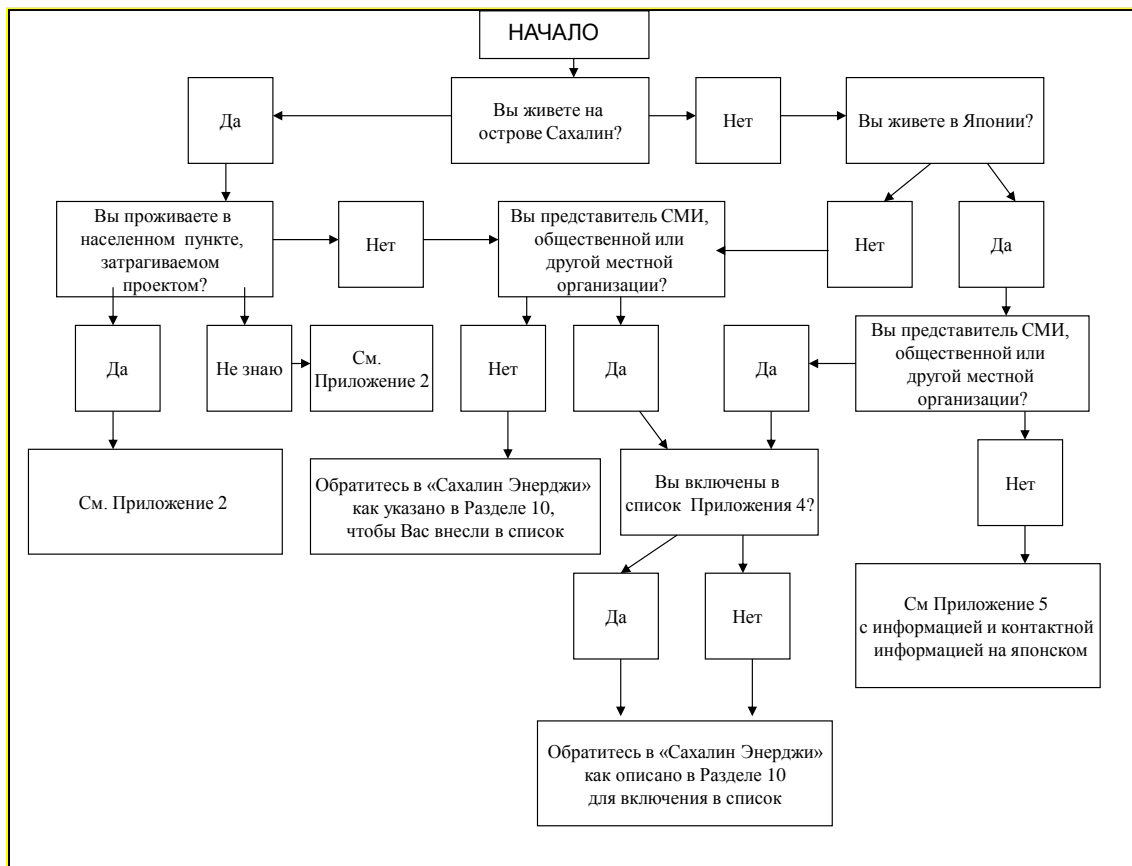 НАЧАЛО
Да
Вы живете на
острове Сахалин?
Нет
Вы живете в Японии?
Вы проживаете в
населенном пункте,
затрагиваемом
проектом?
Нет
Вы представитель СМИ,
общественной или
другой местной
организации?
Нет
Да
Да
Не знаю
См.
Приложение 2
Нет
Да
Да
Вы представитель СМИ,
общественной или
другой местной
организации?
См. Приложение 2
Обратитесь в «Сахалин Энерджи»
как указано в Разделе 10,
чтобы Вас внесли в список
Вы включены в
список Приложения 4?
Нет
Да
Нет
См Приложение 5
с информацией и контактной
информацией на японском
Обратитесь в «Сахалин Энерджи»
как описано в Разделе 10
для включения в список